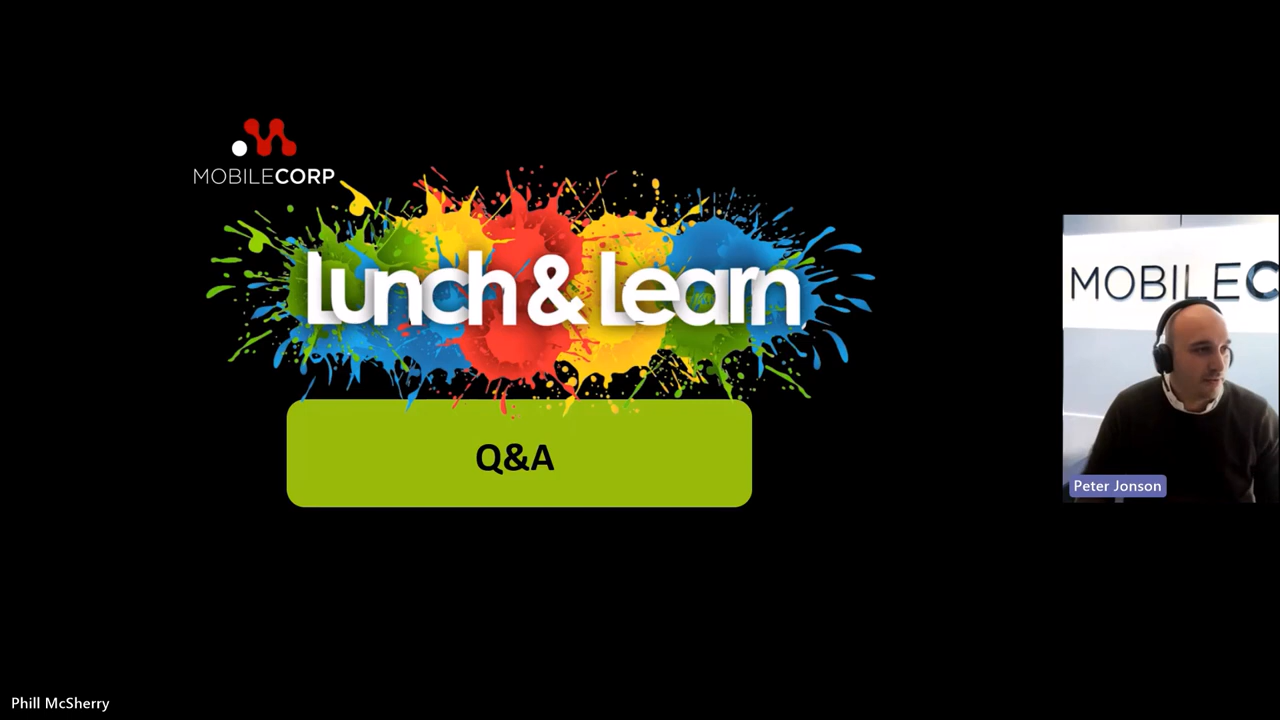 MOBILECORP
Lunch & Learn
Q&A
MOBILEC
Peter Jonson
Phill McSherry